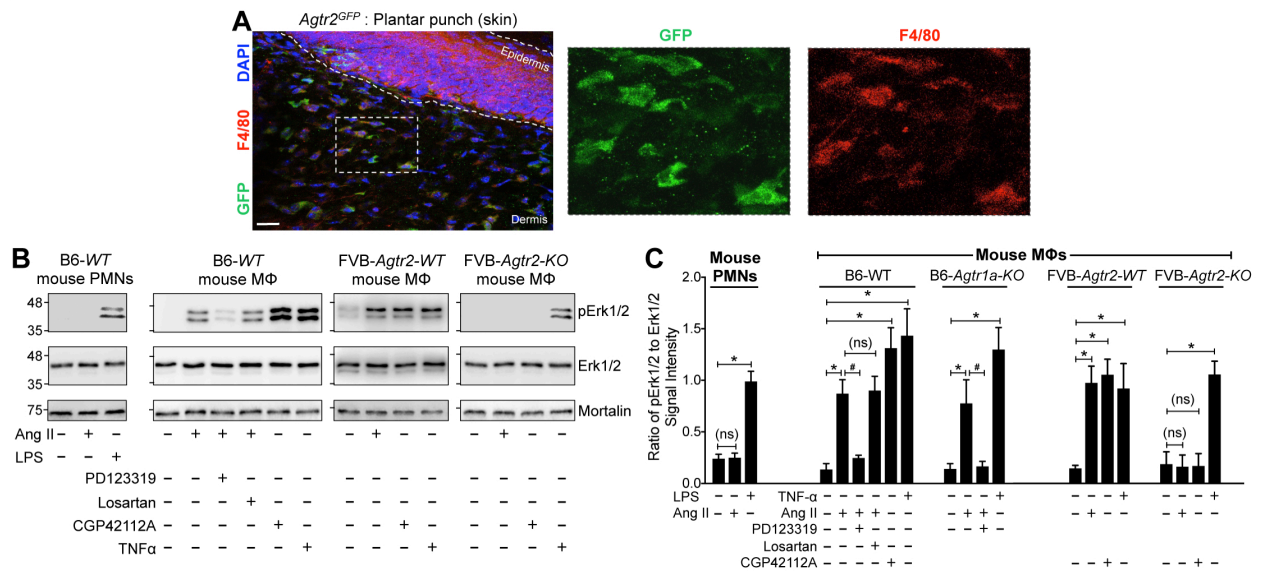 A
Agtr2GFP : Plantar punch (skin)
GFP F4/80 DAPI
Epidermis
Dermis
GFP
F4/80
B
B6-WT
mouse PMNs
B6-WT
mouse MΦ
FVB-Agtr2-WT
mouse MΦ
FVB-Agtr2-KO
mouse MΦ
48
35
pErk1/2
48
35
Erk1/2
75
Mortalin
Ang II – + – – + + + – – – + – – – + – –
LPS – – +
PD123319 – – + – – – – – – – – – – –
Losartan – – – + – – – – – – – – – –
CGP42112A – – – – + – – – + – – – + –
TNFα – – – – – + – – – + – – – +
C
Mouse
PMNs
Mouse MΦs
B6-WT
B6-Agtr1a-KO
FVB-Agtr2-WT
FVB-Agtr2-KO
Ratio of pErk1/2 to Erk1/2
Signal Intensity
2.0
1.5
1.0
0.5
0.0
(ns) *
* # (ns) * *
* # *
* * *
(ns) (ns) *
LPS – – +
Ang II – + –
TNF-α – – – – – + – – – + – – – + – – – +
Ang II – + + + – – – + + – – + – – – + – –
PD123319 – – + – – – – – + –
Losartan – – – + – –
CGP42112A – – – – + – – – + – – – + –